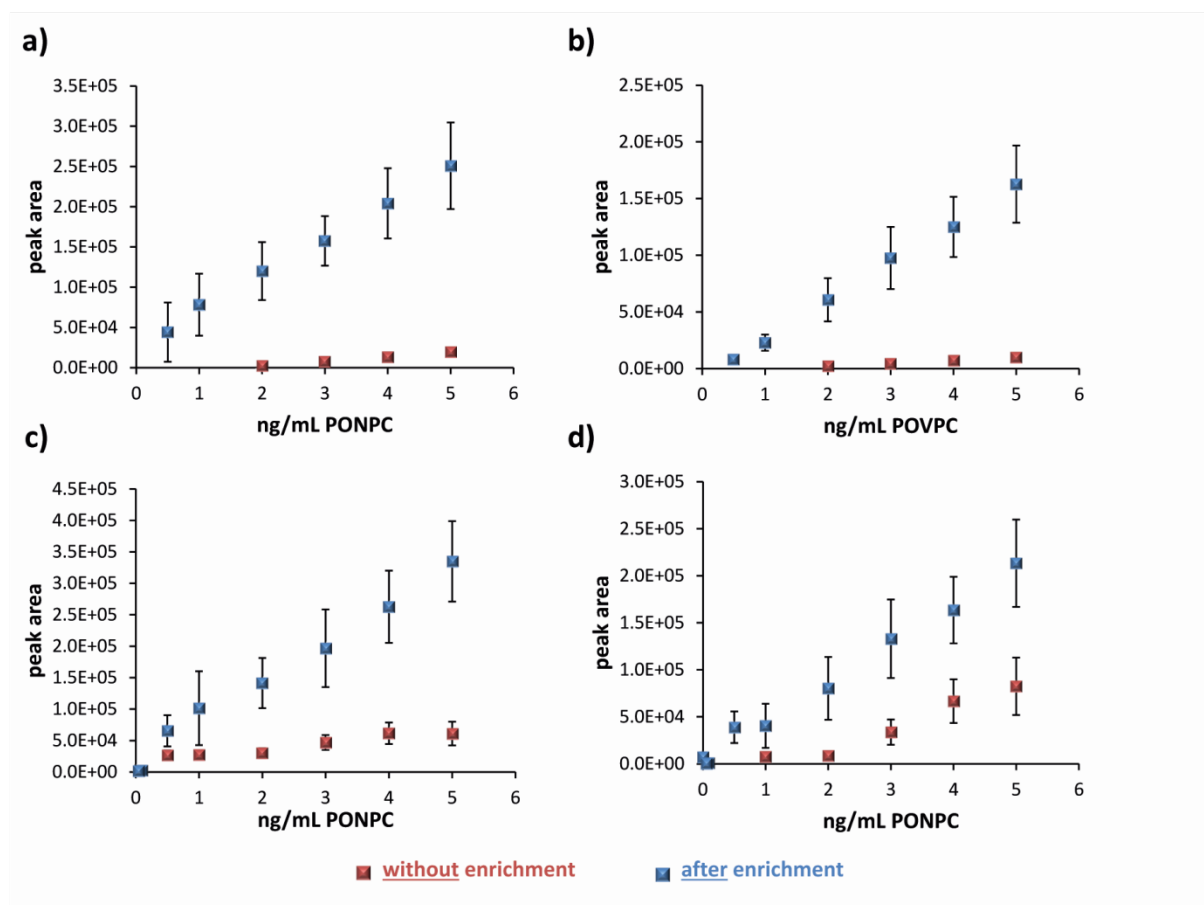 a)
3.5E+05
3.0E+05
2.5E+05
2.0E+05
1.5E+05
1.0E+05
5.0E+04
0.0E+00
peak area
0 1 2 3 4 5 6
ng/mL PONPC
b)
2.5E+05
2.0E+05
1.5E+05
1.0E+05
5.0E+04
0.0E+00
peak area
0 1 2 3 4 5 6
ng/mL POVPC
c)
4.5E+05
4.0E+05
3.5E+05
3.0E+05
2.5E+05
2.0E+05
1.5E+05
1.0E+05
5.0E+04
0.0E+00
peak area
0 1 2 3 4 5 6
ng/mL PONPC
d)
3.0E+05
2.5E+05
2.0E+05
1.5E+05
1.0E+05
5.0E+04
0.0E+00
peak area
0 1 2 3 4 5 6
ng/mL PONPC
without enrichment
after enrichment